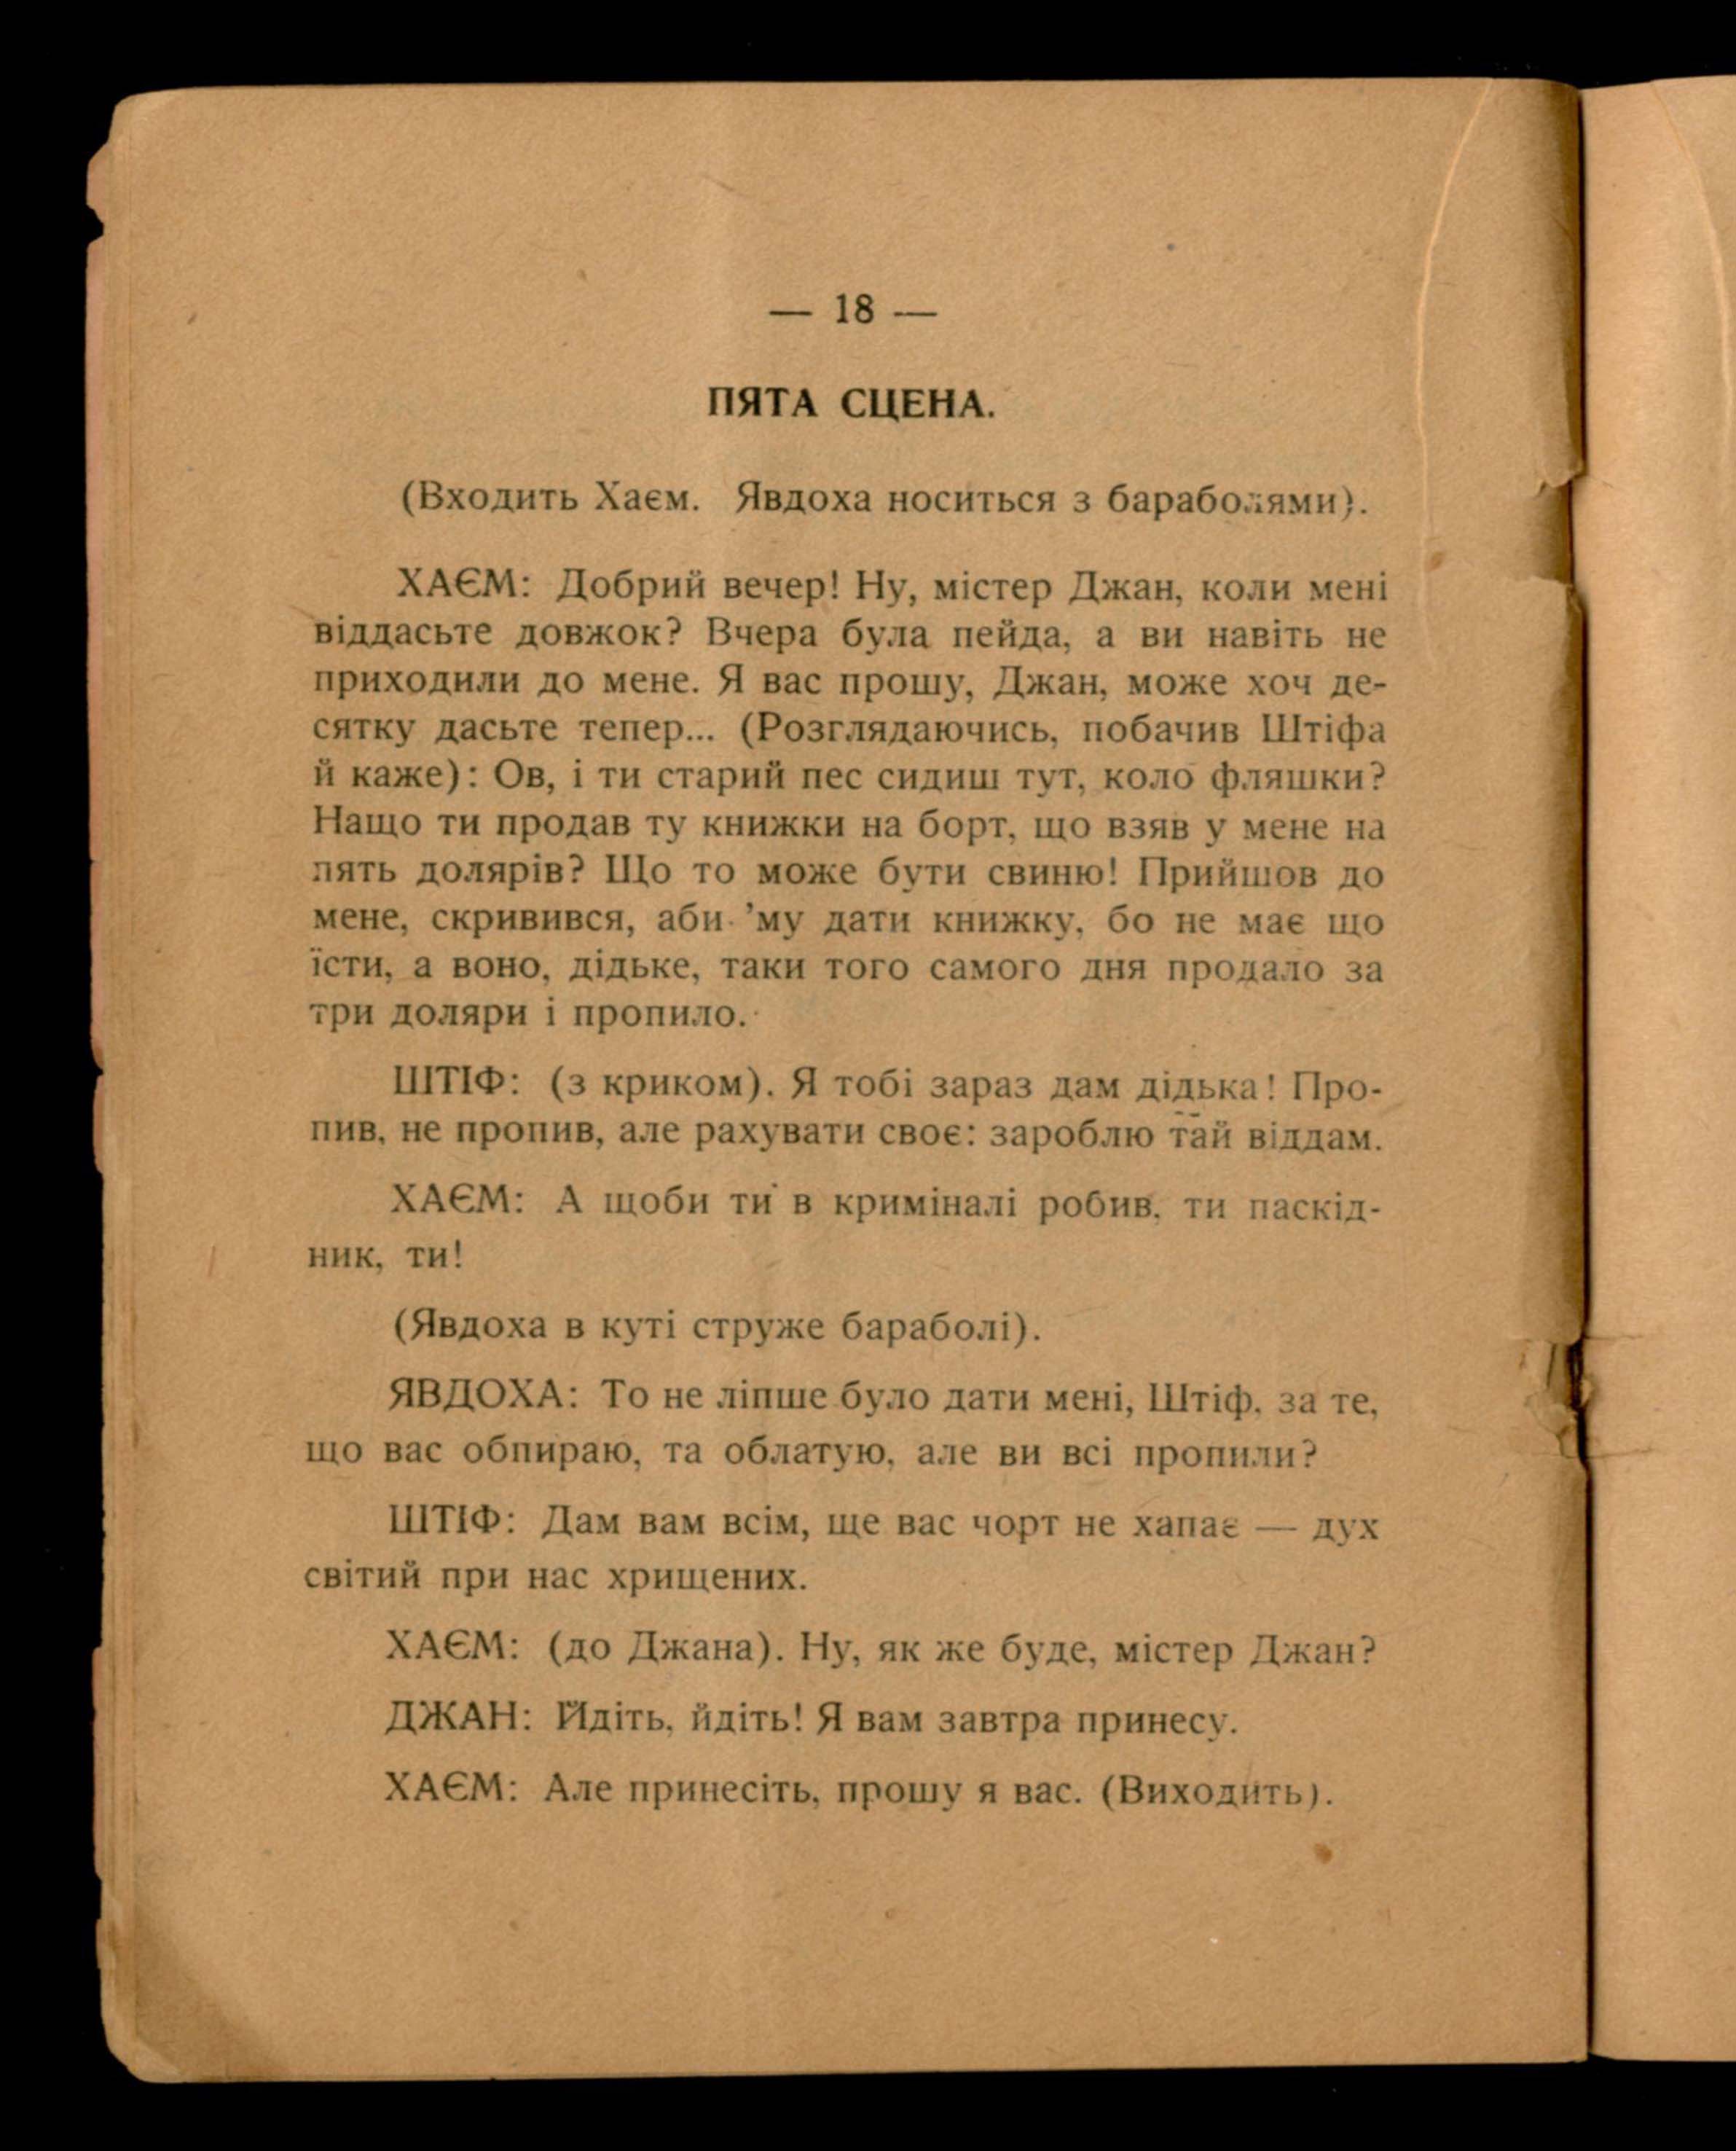 — 18 —
ПЯТА СЦЕНА.
(Входить Хаєм. Явдоха носиться з бараболями).
ХАЄМ: Добрий вечер! Ну, містер Джан, коли мені
віддасьте довжок? Вчера була пейда, а ви навіть не
приходили до мене. Я вас прошу, Джан, може хоч де-
сятку дасьте тепер... (Розглядаючись, побачив Штіфа
й каже): Ов, і ти старий пес сидиш тут, коло фляшки?
Нащо ти продав ту книжки на борт, що взяв у мене на
пять долярів? Що то може бути свиню! Прийшов до
мене, скривився, аби 'му дати книжку, бо не має що
їсти, а воно, дідьке, таки того самого дня продало за
три доляри і пропило.
ШТІФ: (з криком). Я тобі зараз дам дідька! Про-
пив, не пропив, але рахувати своє: зароблю тай віддам.
ХАЄМ: А щоби ти в криміналі робив, ти паскід-
ник, ти!
(Явдоха в куті струже бараболі).
ЯВДОХА: То не ліпше було дати мені, Штіф, за те,
що вас обпираю, та облатую, але ви всі пропили?
ШТІФ: Дам вам всім, ще вас чорт не хапає — дух
світий при нас хрищених.
ХАЄМ: (до Джана). Ну, як же буде, містер Джан?
ДЖАН: Йдіть, йдіть! Я вам завтра принесу.
ХАЄМ: Але принесіть, прошу я вас. (Виходить).